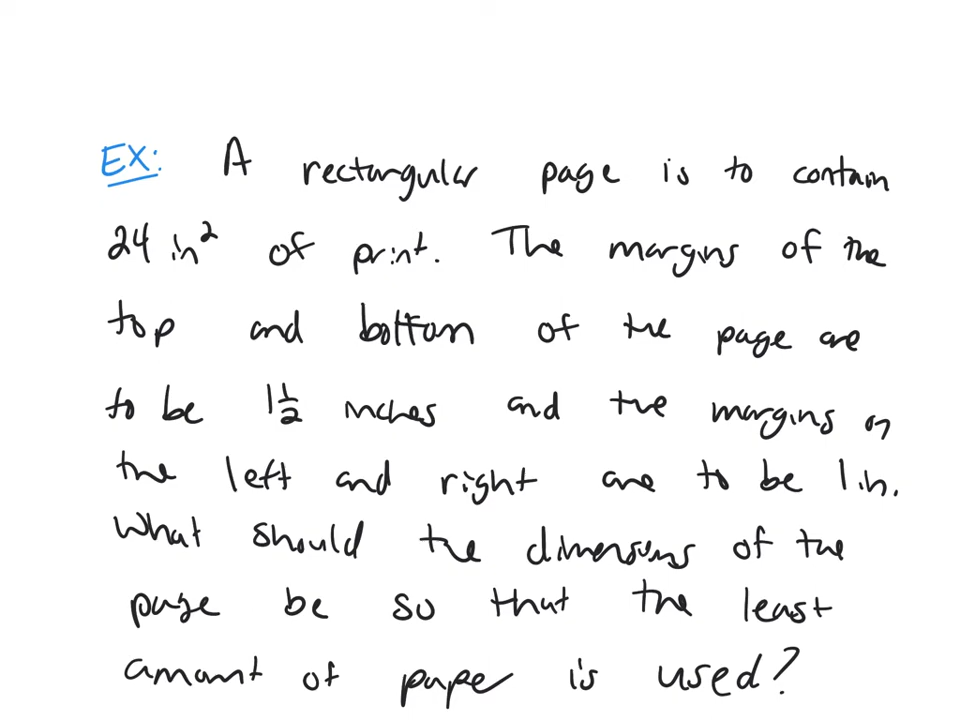 EX: A rectangular page is to contain
24 in² of print. The margins of the
top and bottom of the page are
to be 1½ inches and the margins on
the left and right are to be 1 in.
What should the dimensions of the
page be so that the least
amount of paper is used?